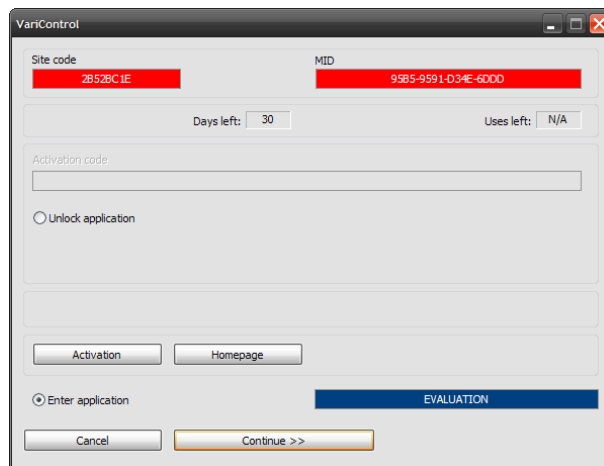 VariControl
Site code MID
2B52BC1E 95B5-9591-D34E-6DDD
Days left: 30 Uses left: N/A
Activation code
Unlock application
Activation Homepage
Enter application EVALUATION
Cancel Continue >>